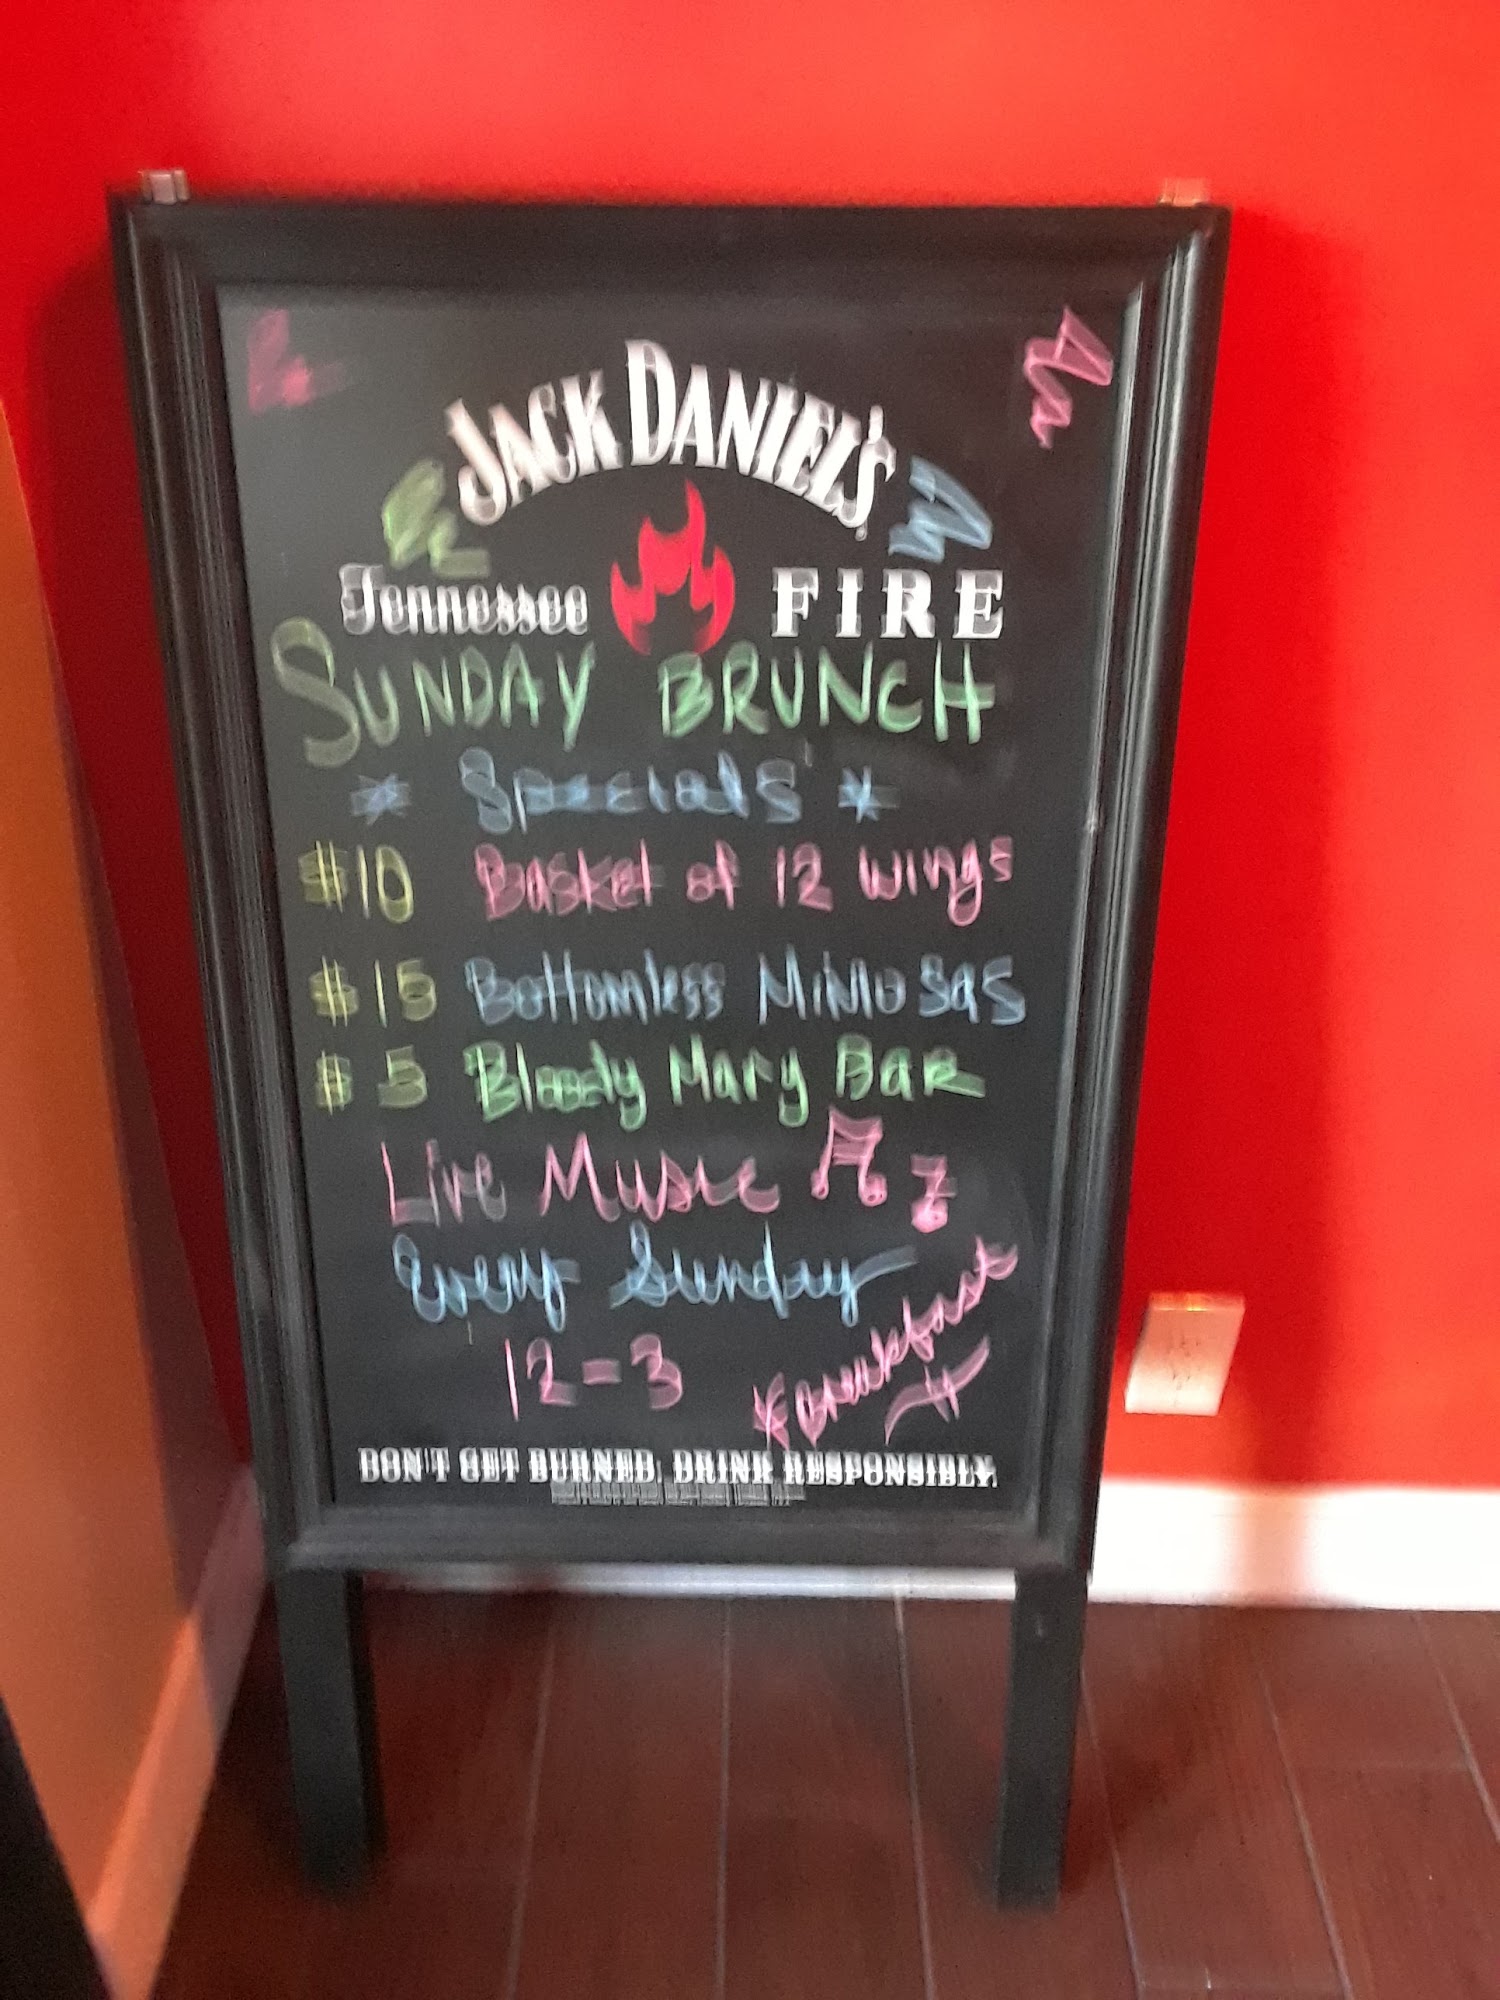 JACK DANIEL'S
Tennessee FIRE
SUNDAY BRUNCH
* Specials *
$10 Basket of 12 wings
$15 Bottomless Mimosas
$5 Bloody Mary Bar
Live Music
Every Sunday
12-3
*Breakfast
DON'T GET BURNED. DRINK RESPONSIBLY.